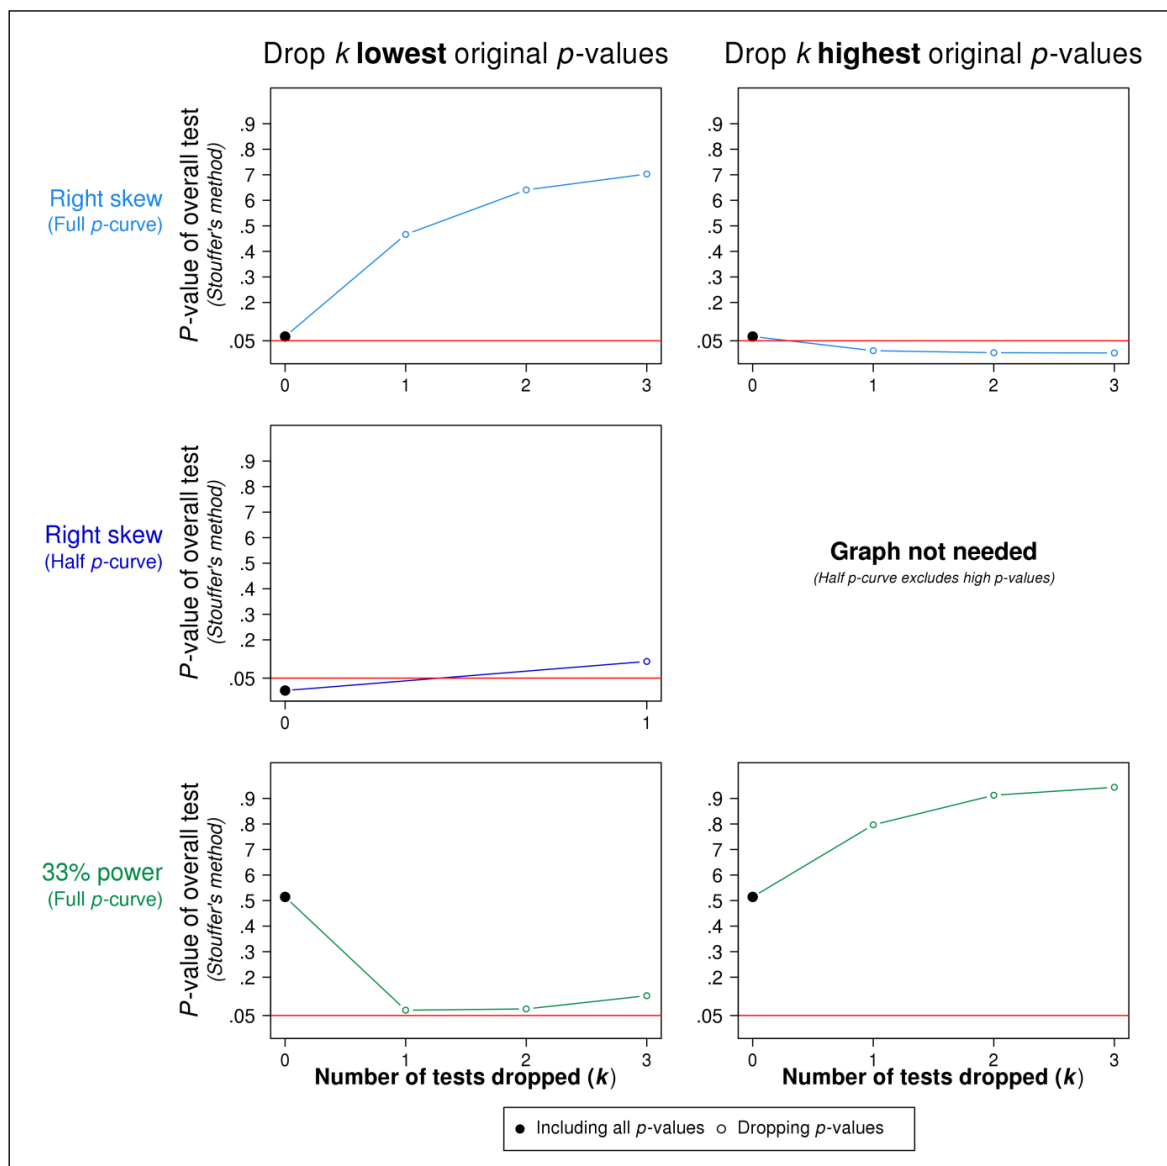 Drop k lowest original p-values
Drop k highest original p-values
Right skew
(Full p-curve)
P-value of overall test
(Stouffer's method)
.9
.8
7
.6
.5
.4
.3
.2
.05
0 1 2 3
.9
.8
7
.6
.5
.4
.3
.2
.05
0 1 2 3
Right skew
(Half p-curve)
P-value of overall test
(Stouffer's method)
.9
.8
7
.6
.5
.4
.3
.2
.05
0 1
Graph not needed
(Half p-curve excludes high p-values)
33% power
(Full p-curve)
P-value of overall test
(Stouffer's method)
.9
.8
7
.6
.5
.4
.3
.2
.05
0 1 2 3
Number of tests dropped (k)
.9
.8
7
.6
.5
.4
.3
.2
.05
0 1 2 3
Number of tests dropped (k)
Including all p-values Dropping p-values